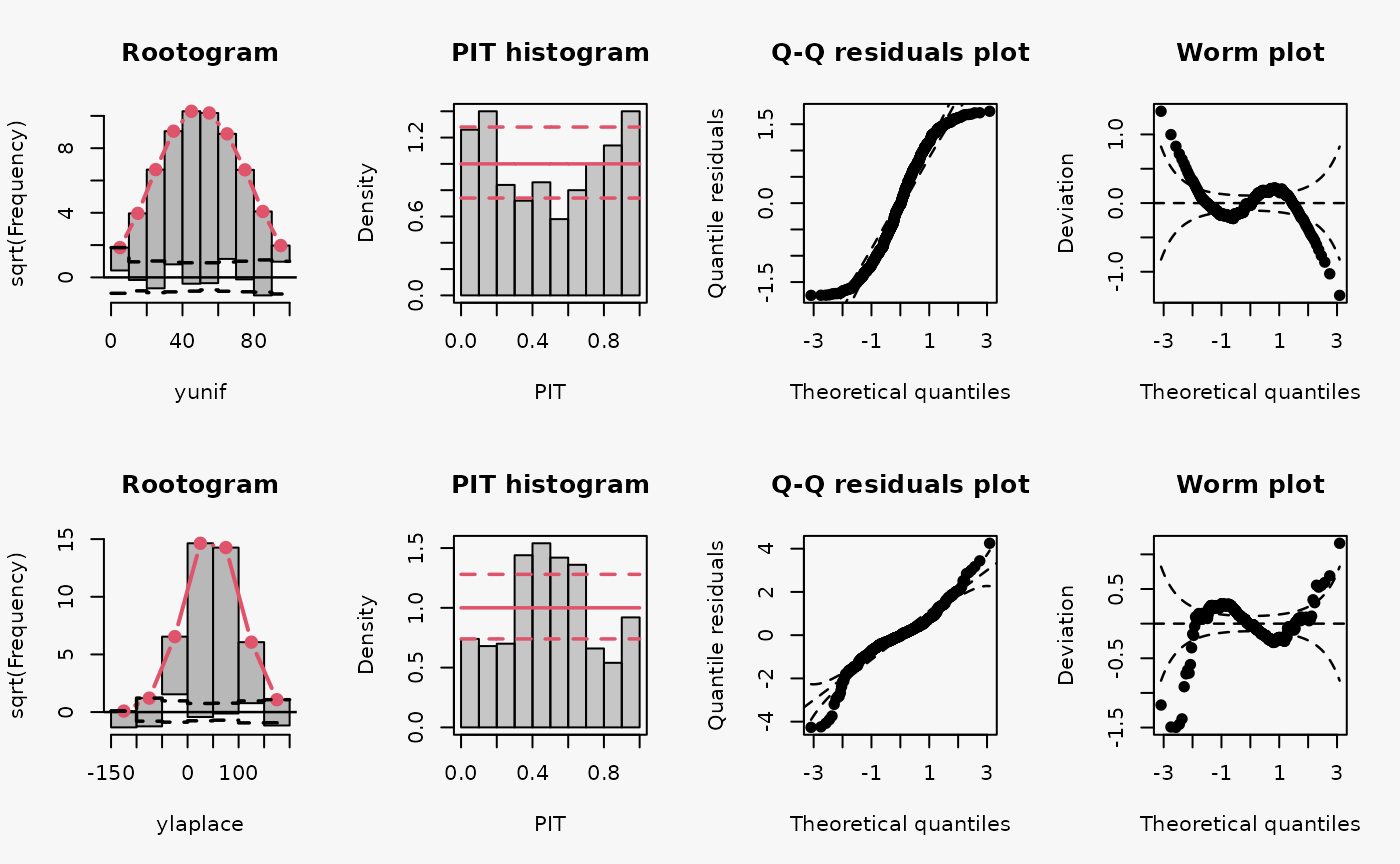 Rootogram
PIT histogram
Q-Q residuals plot
Worm plot
sqrt(Frequency)
0 4 8
0 40 80
yunif
Density
0.0 0.6 1.2
0.0 0.4 0.8
PIT
Quantile residuals
-1.5 0.0 1.5
-3 -1 1 3
Theoretical quantiles
Deviation
-1.0 0.0 1.0
-3 -1 1 3
Theoretical quantiles
Rootogram
PIT histogram
Q-Q residuals plot
Worm plot
sqrt(Frequency)
0 5 10 15
-150 0 100
ylaplace
Density
0.0 0.5 1.0 1.5
0.0 0.4 0.8
PIT
Quantile residuals
-4 -2 0 2 4
-3 -1 1 3
Theoretical quantiles
Deviation
-1.5 -0.5 0.5
-3 -1 1 3
Theoretical quantiles